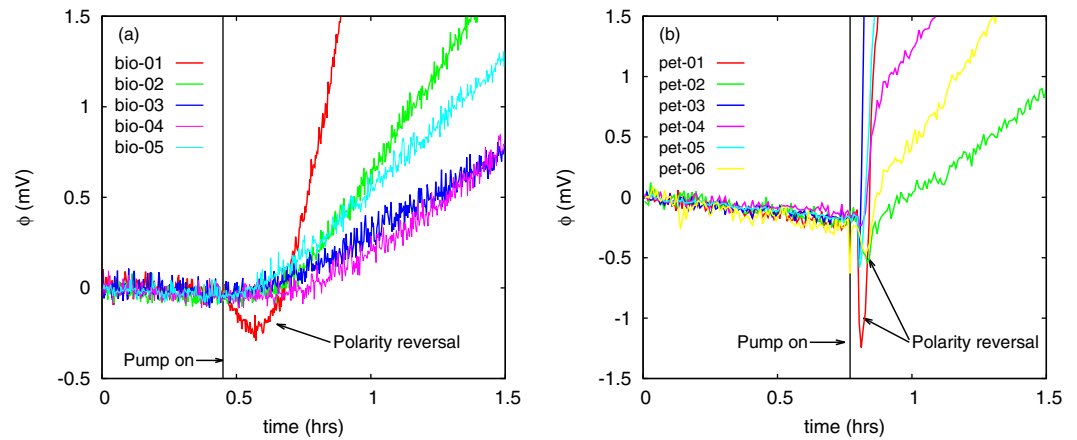 (a)
bio-01
bio-02
bio-03
bio-04
bio-05
1.5
1
0.5
0
-0.5
ϕ (mV)
Pump on
Polarity reversal
0
0.5
1
1.5
time (hrs)
(b)
pet-01
pet-02
pet-03
pet-04
pet-05
pet-06
1.5
1
0.5
0
-0.5
-1
-1.5
ϕ (mV)
Pump on
Polarity reversal
0
0.5
1
1.5
time (hrs)